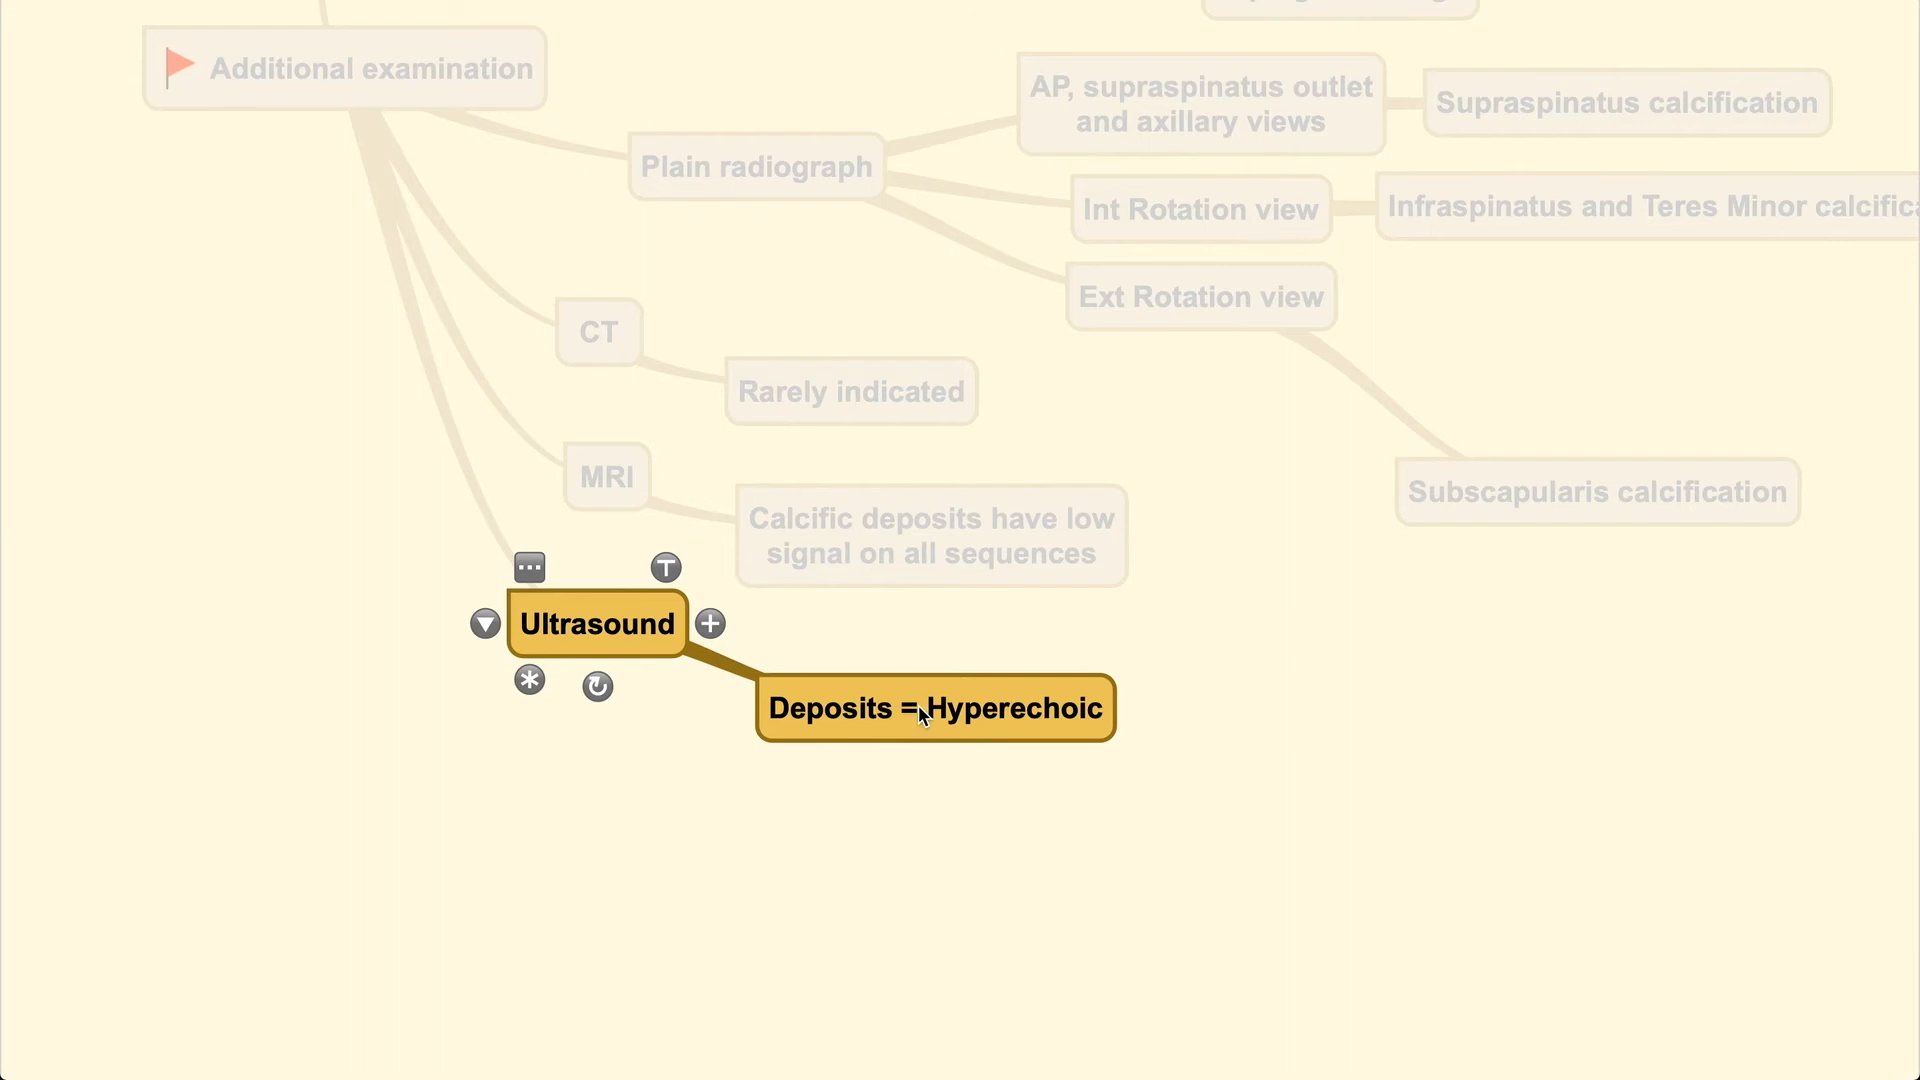 Additional examination
AP, supraspinatus outlet
and axillary views
Supraspinatus calcification
Plain radiograph
Int Rotation view
Infraspinatus and Teres Minor
Ext Rotation view
CT
Rarely indicated
MRI
Calcific deposits have low
signal on all sequences
Subscapularis calcification
Ultrasound
Deposits = Hyperechoic